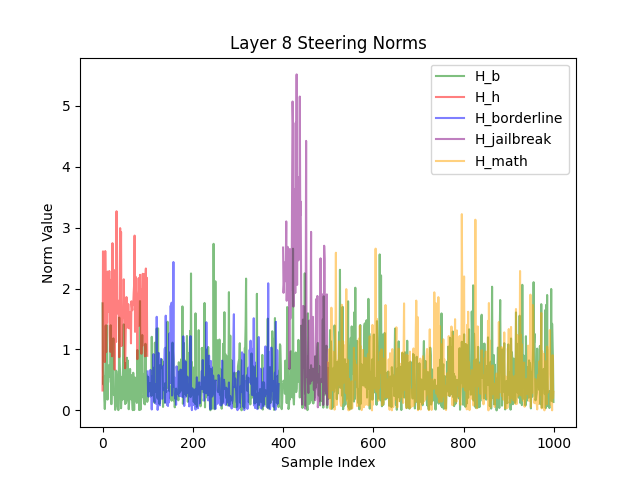 Layer 8 Steering Norms
H_b
H_h
H_borderline
H_jailbreak
H_math
Norm Value
5
4
3
2
1
0
0
200
400
600
800
1000
Sample Index